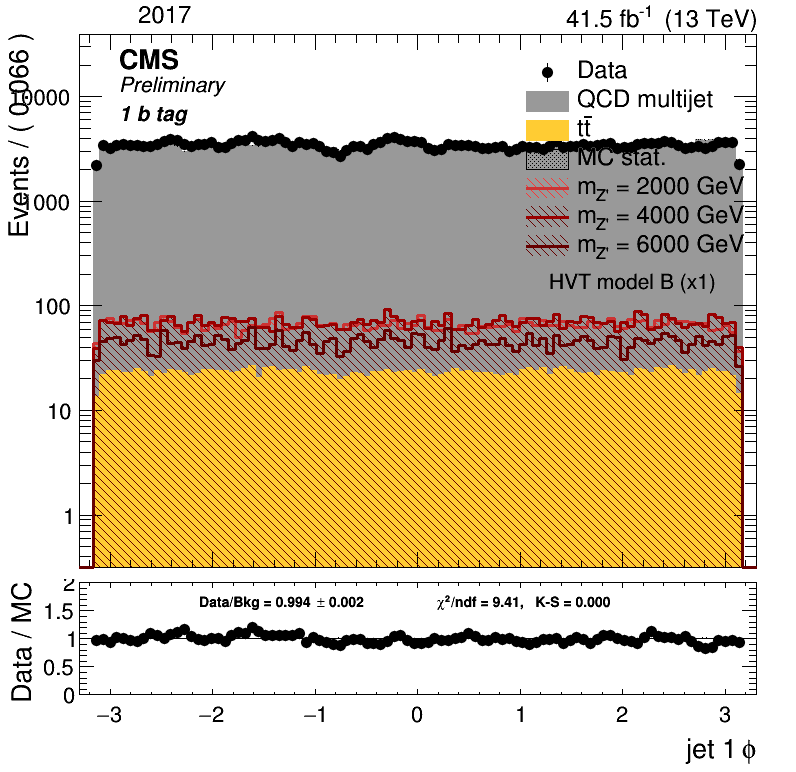 2017
41.5 fb⁻¹ (13 TeV)
CMS
Preliminary
1 b tag
Data
QCD multijet
tt̄
MC stat.
m_Z' = 2000 GeV
m_Z' = 4000 GeV
m_Z' = 6000 GeV
HVT model B (x1)
Events / ( 0.066 )
10000
1000
100
10
1
Data/Bkg = 0.994 ± 0.002
χ²/ndf = 9.41, K-S = 0.000
Data / MC
2
1.5
1
0.5
0
−3 −2 −1 0 1 2 3
jet 1 ϕ